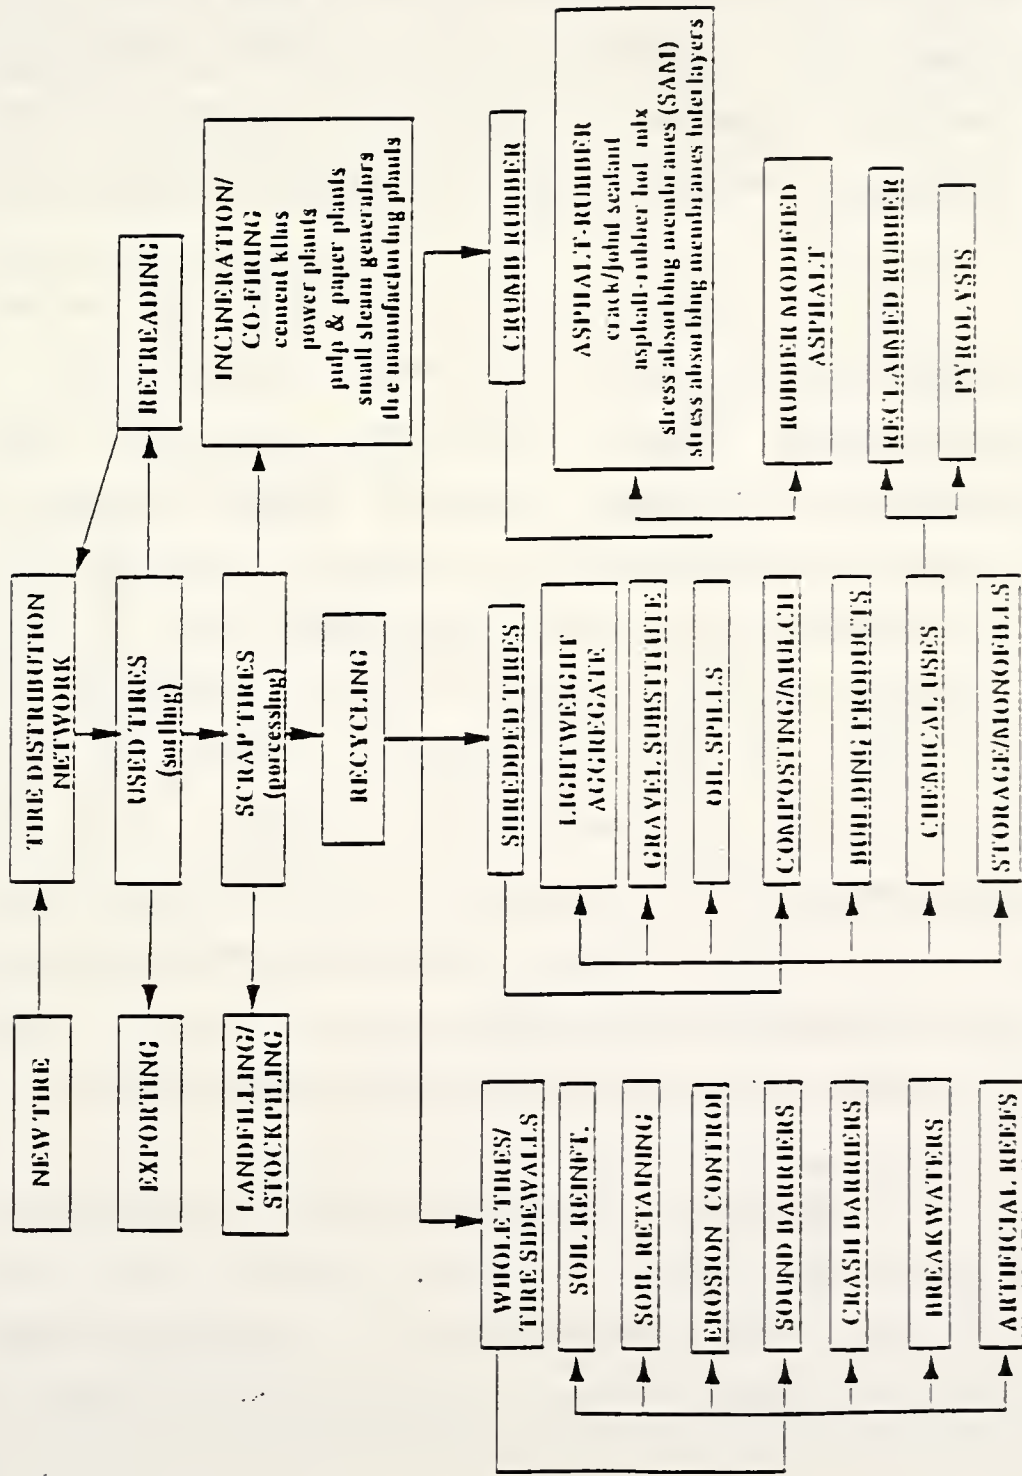 NEW TIRE
TIRE DISTRIBUTION
NETWORK
EXPORTING
USED TIRES
(sorting)
RETREADING
LANDFILLING/
STOCKPILING
SCRAP TIRES
(porcessing)
INCINERATION/
CO-FIRING
cement kilns
power plants
pulp & paper plants
small steam generators
tire manufacturing plants
RECYCLING
WHOLE TIRES/
TIRE SIDEWALLS
SOIL REINFT.
SOIL RETAINING
EROSION CONTROL
SOUND BARRIERS
CRASH BARRIERS
BREAKWATERS
ARTIFICIAL REEFS
SHREDDED TIRES
LIGHTWEIGHT
AGGREGATE
GRAVEL SUBSTITUTE
OIL SPILLS
COMPOSTING/MULCH
BUILDING PRODUCTS
CHEMICAL USES
STORAGE/MONOFILLS
CRUMB RUBBER
ASPHALT-RUBBER
crack/joint sealant
asphalt-rubber hot mix
stress absorbing membranes (SAM)
stress absorbing membranes interlayers
RUBBER MODIFIED
ASPHALT
RECLAIMED RUBBER
PYROLYSIS